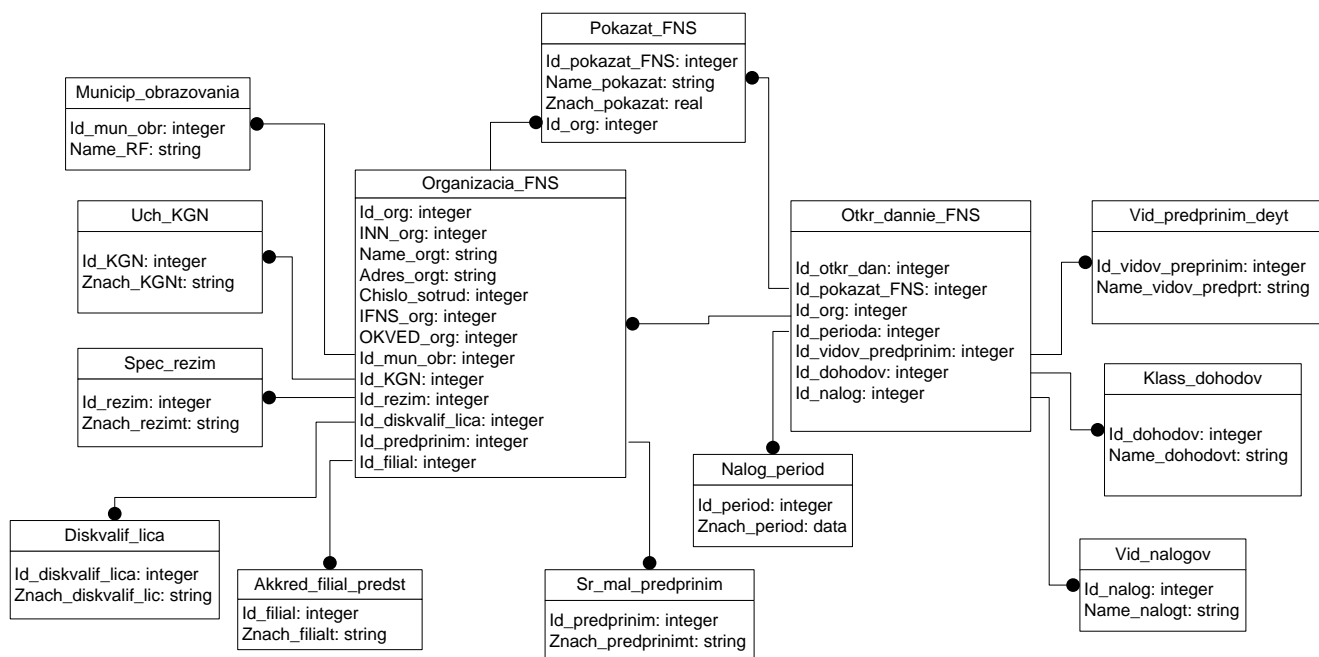 Pokazat_FNS
Id_pokazat_FNS: integer
Name_pokazat: string
Znach_pokazat: real
Id_org: integer
Municip_obrazovania
Id_mun_obr: integer
Name_RF: string
Uch_KGN
Id_KGN: integer
Znach_KGNt: string
Spec_rezim
Id_rezim: integer
Znach_rezimt: string
Organizacia_FNS
Id_org: integer
INN_org: integer
Name_orgt: string
Adres_orgt: string
Chislo_sotrud: integer
IFNS_org: integer
OKVED_org: integer
Id_mun_obr: integer
Id_KGN: integer
Id_rezim: integer
Id_diskvalif_lica: integer
Id_predprinim: integer
Id_filial: integer
Otkr_dannie_FNS
Id_otkr_dan: integer
Id_pokazat_FNS: integer
Id_org: integer
Id_perioda: integer
Id_vidov_predprinim: integer
Id_dohodov: integer
Id_nalog: integer
Vid_predprinim_deyt
Id_vidov_preprinim: integer
Name_vidov_predprt: string
Klass_dohodov
Id_dohodov: integer
Name_dohodovt: string
Nalog_period
Id_period: integer
Znach_period: data
Diskvalif_lica
Id_diskvalif_lica: integer
Znach_diskvalif_lic: string
Akkred_filial_predst
Id_filial: integer
Znach_filialt: string
Sr_mal_predprinim
Id_predprinim: integer
Znach_predprinimt: string
Vid_nalogov
Id_nalog: integer
Name_nalogt: string